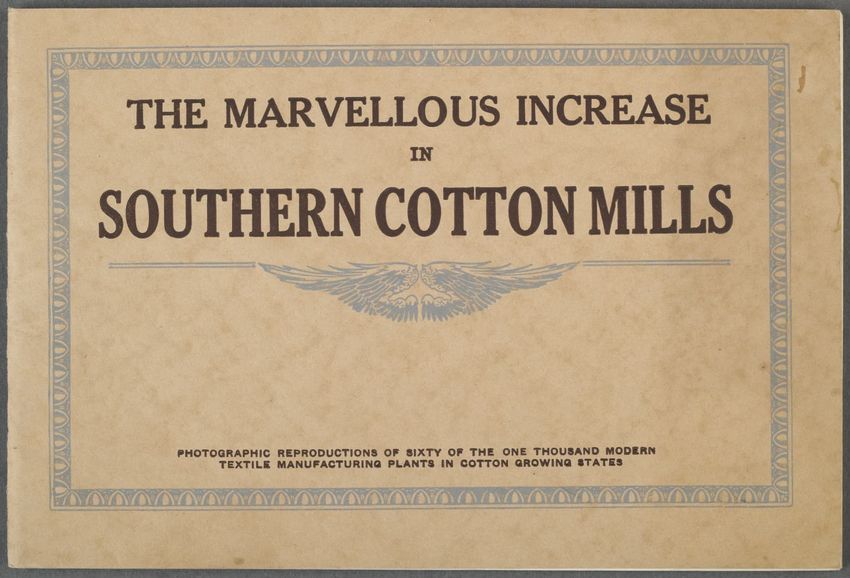 THE MARVELLOUS INCREASE
IN
SOUTHERN COTTON MILLS
PHOTOGRAPHIC REPRODUCTIONS OF SIXTY OF THE ONE THOUSAND MODERN
TEXTILE MANUFACTURING PLANTS IN COTTON GROWING STATES